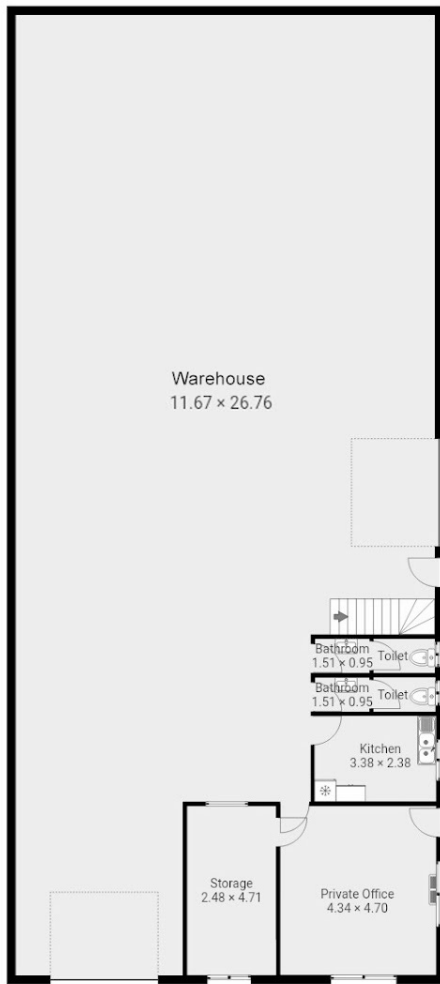 Warehouse
11.67 × 26.76
Bathroom
1.51 × 0.95
Toilet
Bathroom
1.51 × 0.95
Toilet
Kitchen
3.38 × 2.38
Storage
2.48 × 4.71
Private Office
4.34 × 4.70